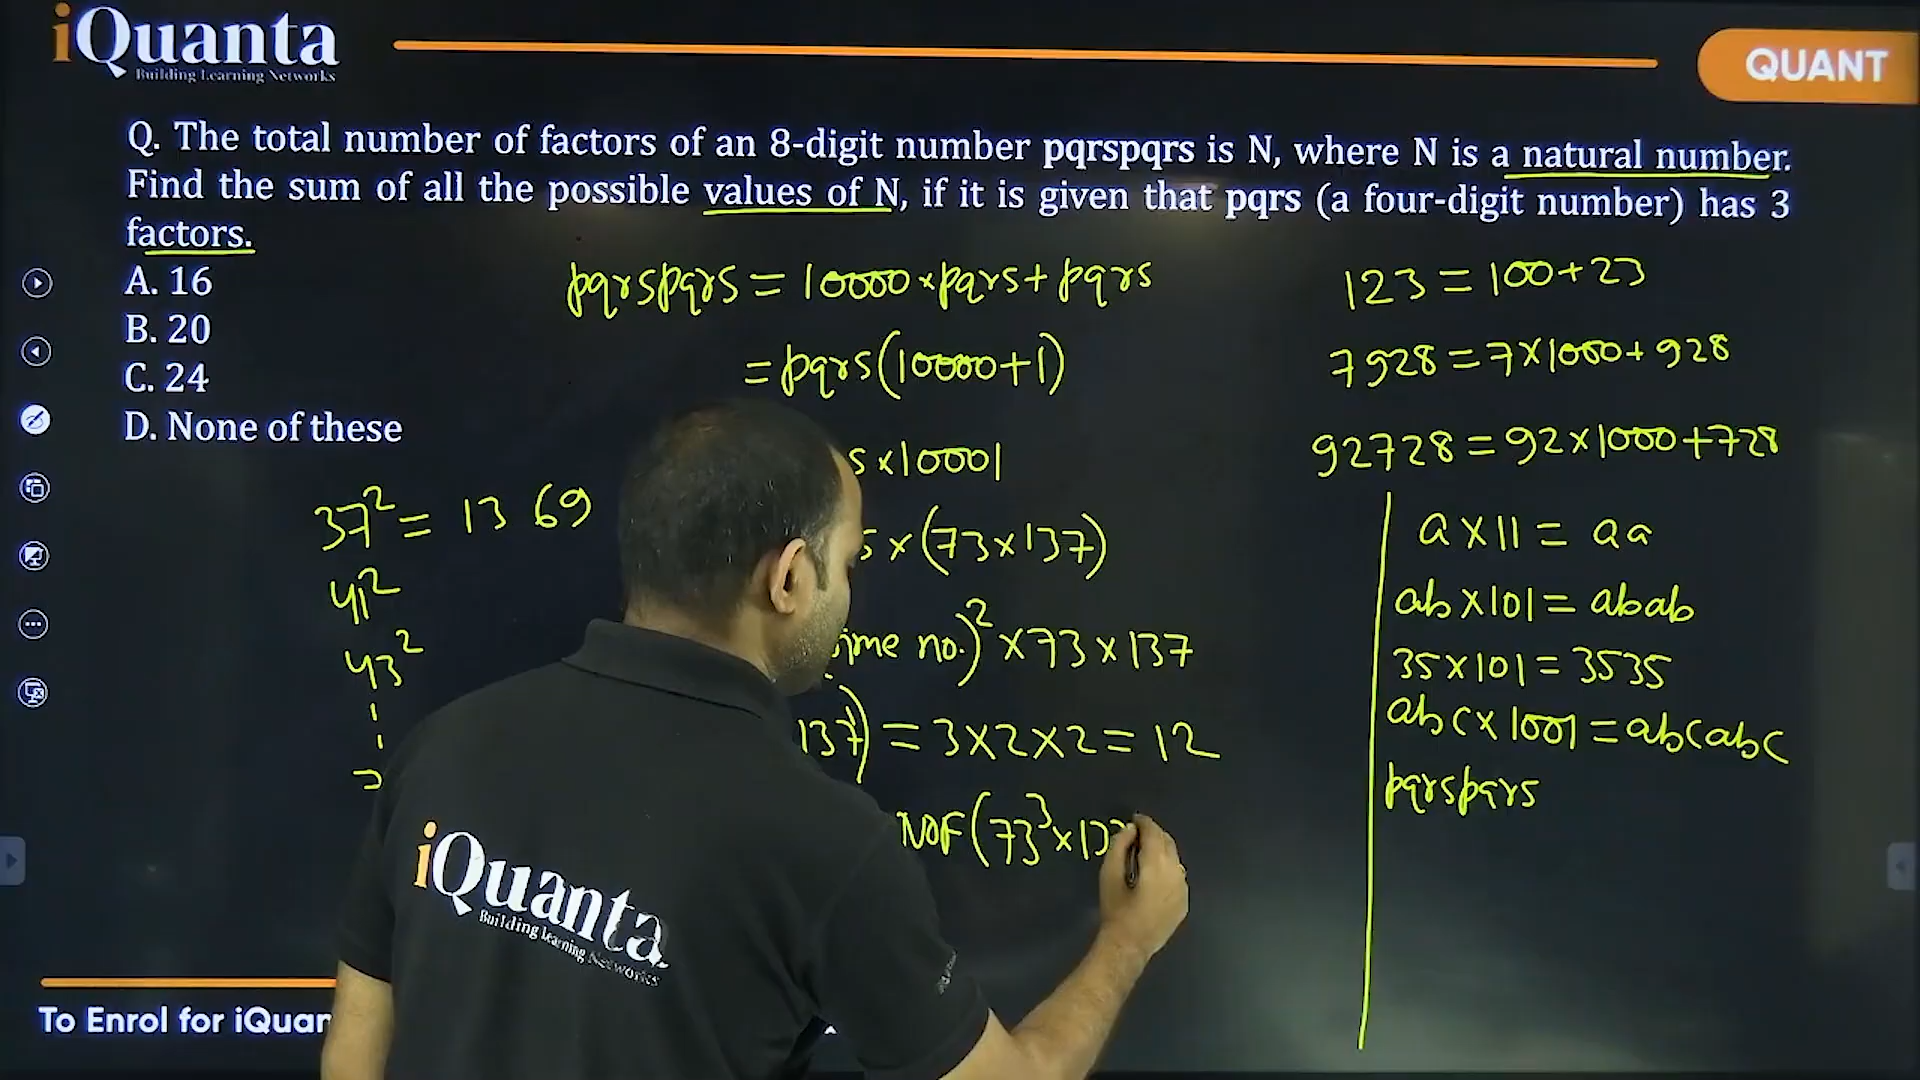 iQuanta
Building Learning Networks
QUANT
Q. The total number of factors of an 8-digit number pqrspqrs is N, where N is a natural number.
Find the sum of all the possible values of N, if it is given that pqrs (a four-digit number) has 3
factors.
A. 16
B. 20
C. 24
D. None of these
pqrspqrs = 10000×pqrs + pqrs
= pqrs(10000+1)
s×10001
s×(73×137)
ime no.)² ×73×137
137) = 3×2×2 = 12
NOF(73³×13
37² = 1369
41²
43²
123 = 100+23
7928 = 7×1000+928
92728 = 92×1000+728
a×11 = aa
ab×101 = abab
35×101 = 3535
abc×1001 = abcabc
pqrspqrs
iQuanta
Building Learning Networks
To Enrol for iQuan